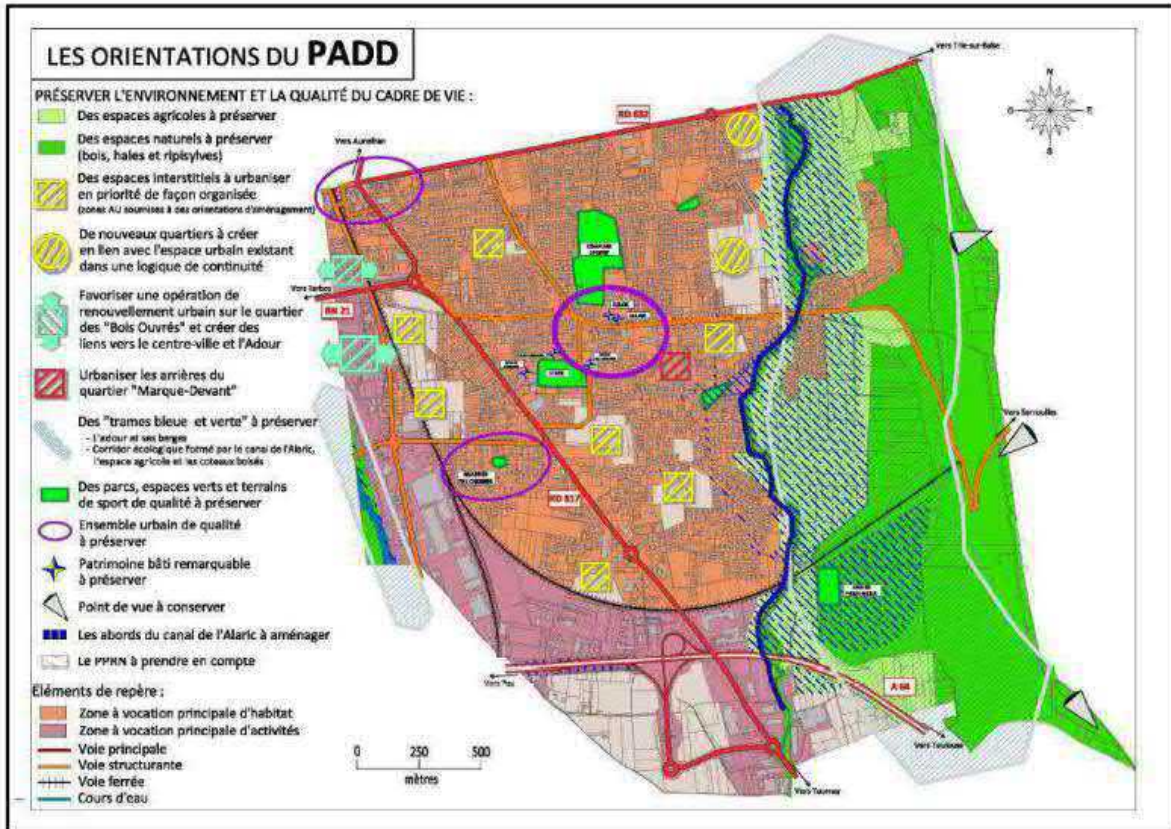 LES ORIENTATIONS DU PADD
PRÉSERVER L'ENVIRONNEMENT ET LA QUALITÉ DU CADRE DE VIE :
Des espaces agricoles à préserver
Des espaces naturels à préserver
(bois, haies et ripisylves)
Des espaces interstitiels à urbaniser
en priorité de façon organisée
(zones AU soumises à des orientations d'aménagement)
De nouveaux quartiers à créer
en lien avec l'espace urbain existant
dans une logique de continuité
Favoriser une opération de
renouvellement urbain sur le quartier
des "Bois Ouvrés" et créer des
liens vers le centre-ville et l'Adour
Urbaniser les arrières du
quartier "Marque-Devant"
Des "trames bleue et verte" à préserver
- L'adour et ses berges
- Corridor écologique formé par le canal de l'Alaric,
l'espace agricole et les coteaux boisés
Des parcs, espaces verts et terrains
de sport de qualité à préserver
Ensemble urbain de qualité
à préserver
Patrimoine bâti remarquable
à préserver
Point de vue à conserver
Les abords du canal de l'Alaric à aménager
Le PPRN à prendre en compte
Eléments de repère :
Zone à vocation principale d'habitat
Zone à vocation principale d'activités
Voie principale
Voie structurante
Voie ferrée
Cours d'eau
0 250 500
mètres
Vers Trie-sur-Baïse
N
O E
S
RD 632
Vers Aureilhan
Vers Tarbes
RN 21
Vers Sarrouilles
RD 817
Vers Pau
A 64
Vers Toulouse
Vers Tournay